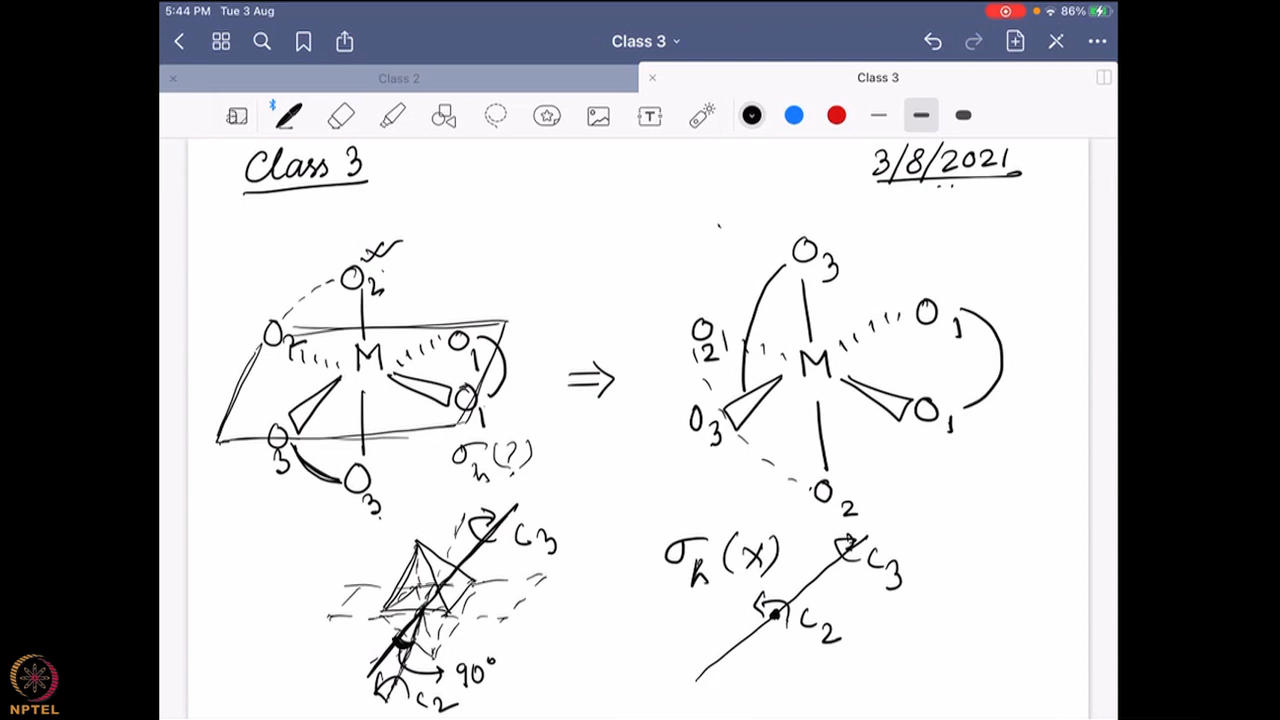 5:44 PM Tue 3 Aug
86%
Class 3
Class 2
Class 3
T
Class 3
3/8/2021
O2
O2
M
O1
O1
O3
O3
σh(?)
C3
90°
C2
O3
O1
O2
M
O3
O1
O2
σh(x)
C3
C2
NPTEL